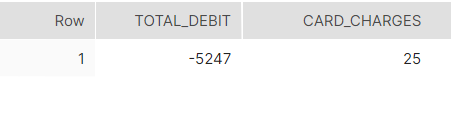 Row TOTAL_DEBIT CARD_CHARGES
1 -5247 25